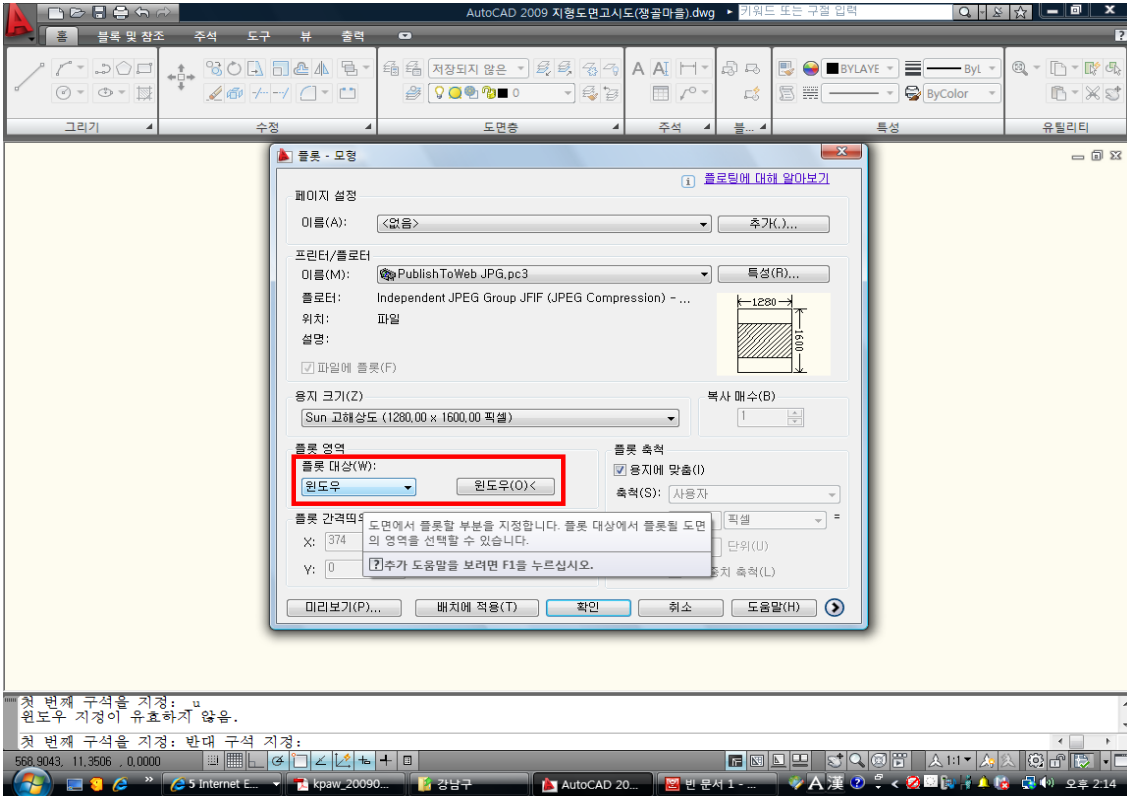 AutoCAD 2009 지형도면고시도(쟁골마을).dwg
키워드 또는 구절 입력
홈 블록 및 참조 주석 도구 뷰 출력
저장되지 않은
BYLAYE
ByL
0
ByColor
그리기 수정 도면층 주석 블... 특성 유틸리티
플롯 - 모형
플로팅에 대해 알아보기
페이지 설정
이름(A): <없음> 추가(.)...
프린터/플로터
이름(M): PublishToWeb JPG.pc3 특성(R)...
플로터: Independent JPEG Group JFIF (JPEG Compression) - ...
위치: 파일
설명:
파일에 플롯(F)
1280
1600
용지 크기(Z) 복사 매수(B)
Sun 고해상도 (1280,00 x 1600,00 픽셀) 1
플롯 영역 플롯 축척
플롯 대상(W): 용지에 맞춤(I)
윈도우 윈도우(O)<
축척(S): 사용자
플롯 간격띄우
픽셀 =
도면에서 플롯할 부분을 지정합니다. 플롯 대상에서 플롯될 도면
의 영역을 선택할 수 있습니다.
추가 도움말을 보려면 F1을 누르십시오.
X: 374
단위(U)
Y: 0
축척(L)
미리보기(P)... 배치에 적용(T) 확인 취소 도움말(H)
첫 번째 구석을 지정: _u
윈도우 지정이 유효하지 않음.
첫 번째 구석을 지정: 반대 구석 지정:
568,9043, 11,3506 , 0,0000
1:1
5 Internet E... kpaw_20090... 강남구 AutoCAD 20... 빈 문서 1 - ... A 漢 오후 2:14